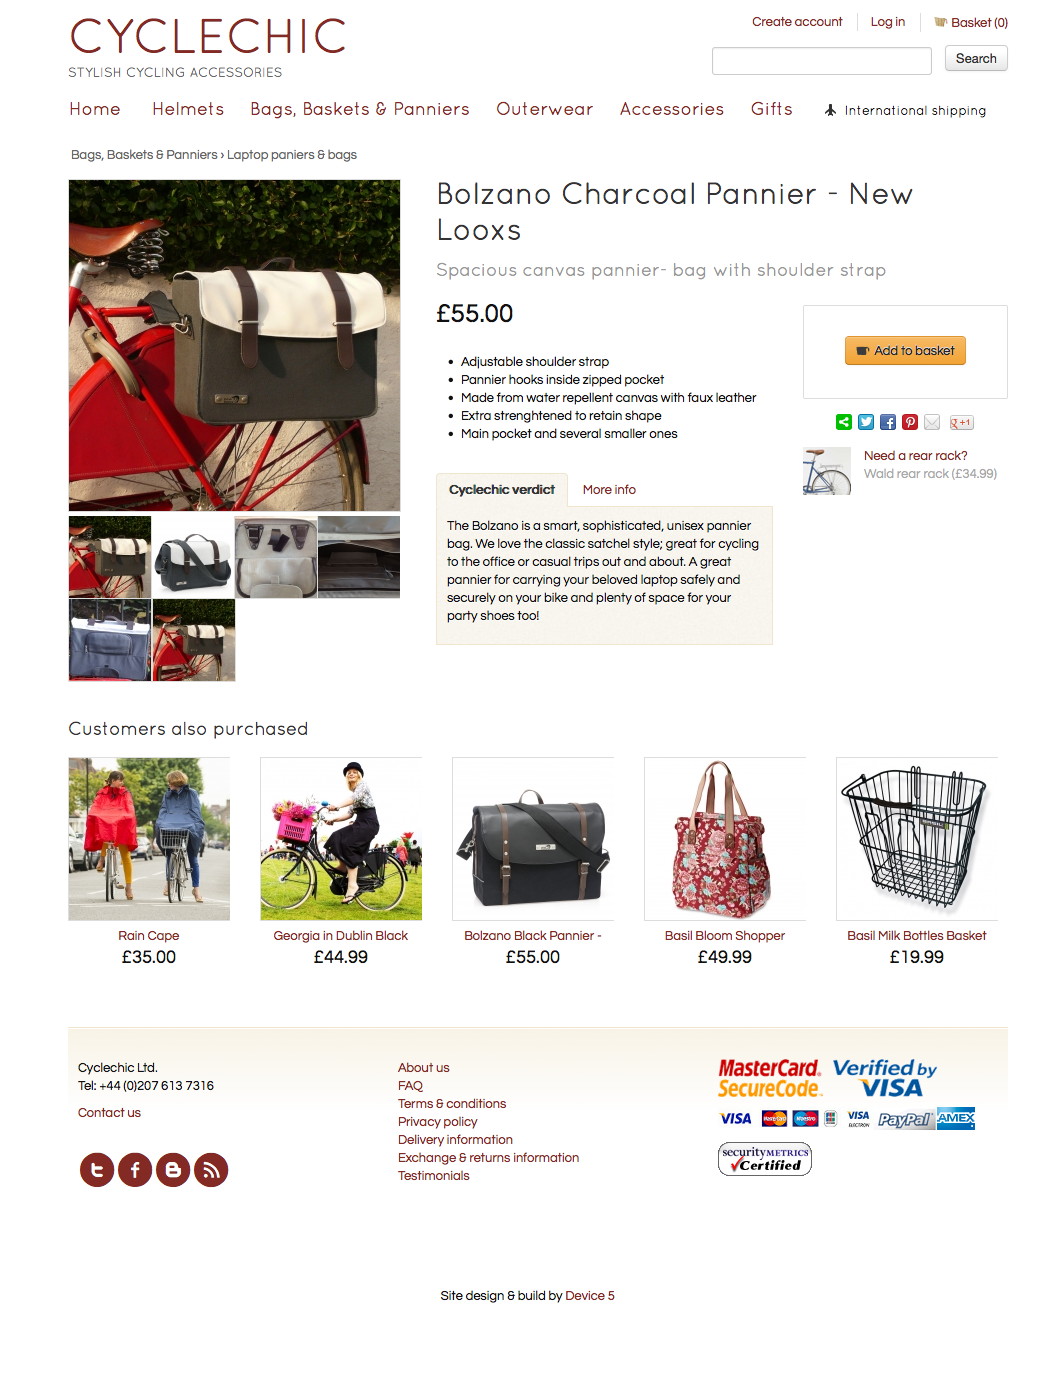 CYCLECHIC
STYLISH CYCLING ACCESSORIES
Create account
Log in
Basket (0)
Search
Home
Helmets
Bags, Baskets & Panniers
Outerwear
Accessories
Gifts
International shipping
Bags, Baskets & Panniers › Laptop paniers & bags
Bolzano Charcoal Pannier - New
Looxs
Spacious canvas pannier- bag with shoulder strap
£55.00
Adjustable shoulder strap
Pannier hooks inside zipped pocket
Made from water repellent canvas with faux leather
Extra strenghtened to retain shape
Main pocket and several smaller ones
Add to basket
g +1
Need a rear rack?
Wald rear rack (£34.99)
Cyclechic verdict
More info
The Bolzano is a smart, sophisticated, unisex pannier
bag. We love the classic satchel style; great for cycling
to the office or casual trips out and about. A great
pannier for carrying your beloved laptop safely and
securely on your bike and plenty of space for your
party shoes too!
Customers also purchased
Rain Cape
£35.00
Georgia in Dublin Black
£44.99
Bolzano Black Pannier -
£55.00
Basil Bloom Shopper
£49.99
Basil Milk Bottles Basket
£19.99
Cyclechic Ltd.
Tel: +44 (0)207 613 7316
Contact us
About us
FAQ
Terms & conditions
Privacy policy
Delivery information
Exchange & returns information
Testimonials
MasterCard.
SecureCode.
Verified by
VISA
VISA
MasterCard
Maestro
JCB
VISA
ELECTRON
PayPal
AMEX
securityMETRICS
Certified
Site design & build by Device 5